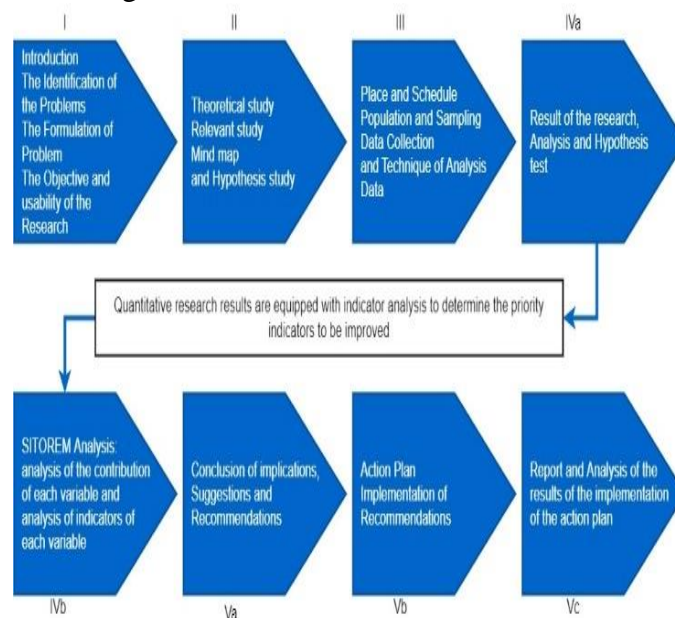 I
II
III
IVa
Introduction
The Identification of
the Problems
The Formulation of
Problem
The Objective and
usability of the
Research
Theoretical study
Relevant study
Mind map
and Hypothesis study
Place and Schedule
Population and Sampling
Data Collection
and Technique of Analysis
Data
Result of the research,
Analysis and Hypothesis
test
Quantitative research results are equipped with indicator analysis to determine the priority
indicators to be improved
SITOREM Analysis:
analysis of the contribution
of each variable and
analysis of indicators of
each variable
Conclusion of implications,
Suggestions and
Recommendations
Action Plan
Implementation of
Recommendations
Report and Analysis of the
results of the implementation
of the action plan
IVb
Va
Vb
Vc